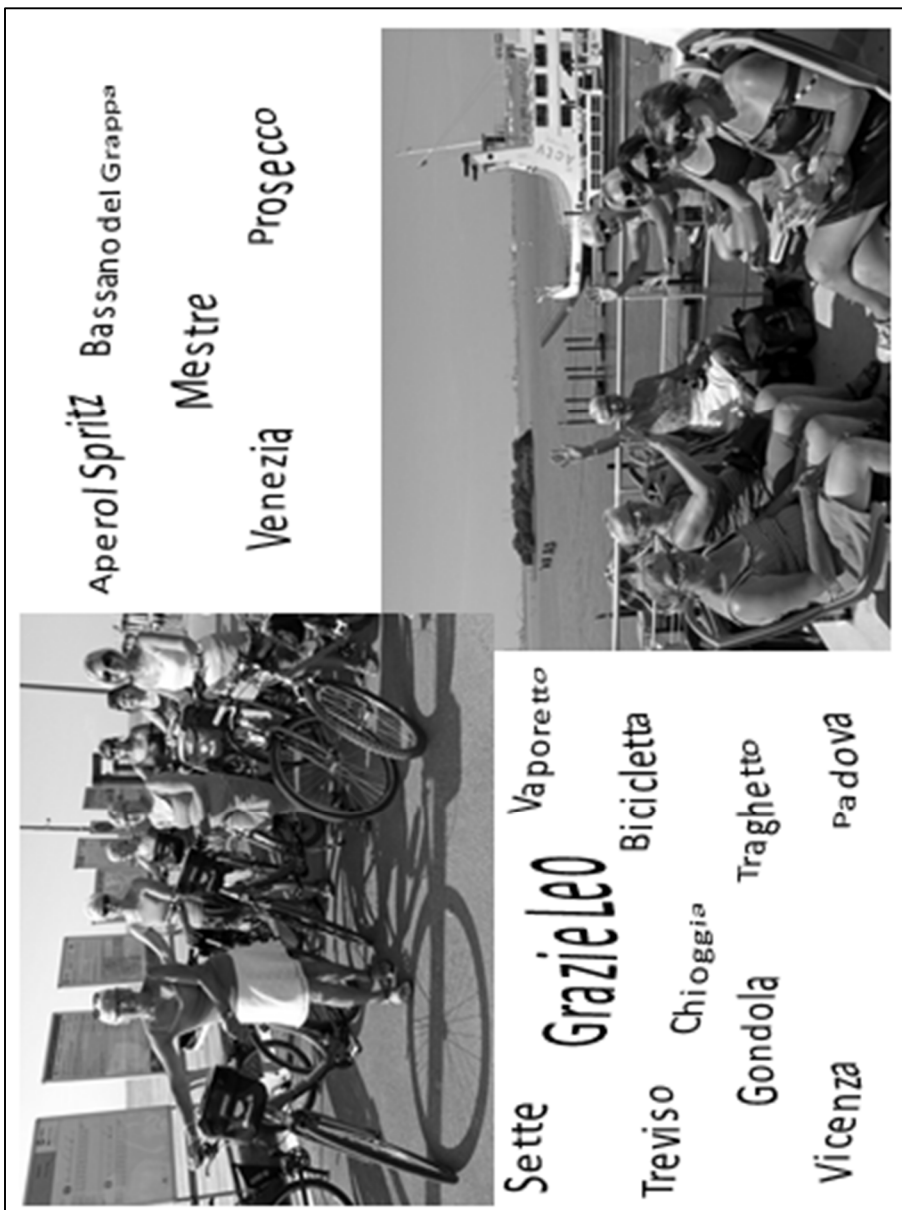 Aperol Spritz Bassano del Grappa
Mestre
Venezia Prosecco
Actv
Sette Vaporetto
Grazie Leo
Treviso Chioggia Bicicletta
Gondola Traghetto
Vicenza Padova